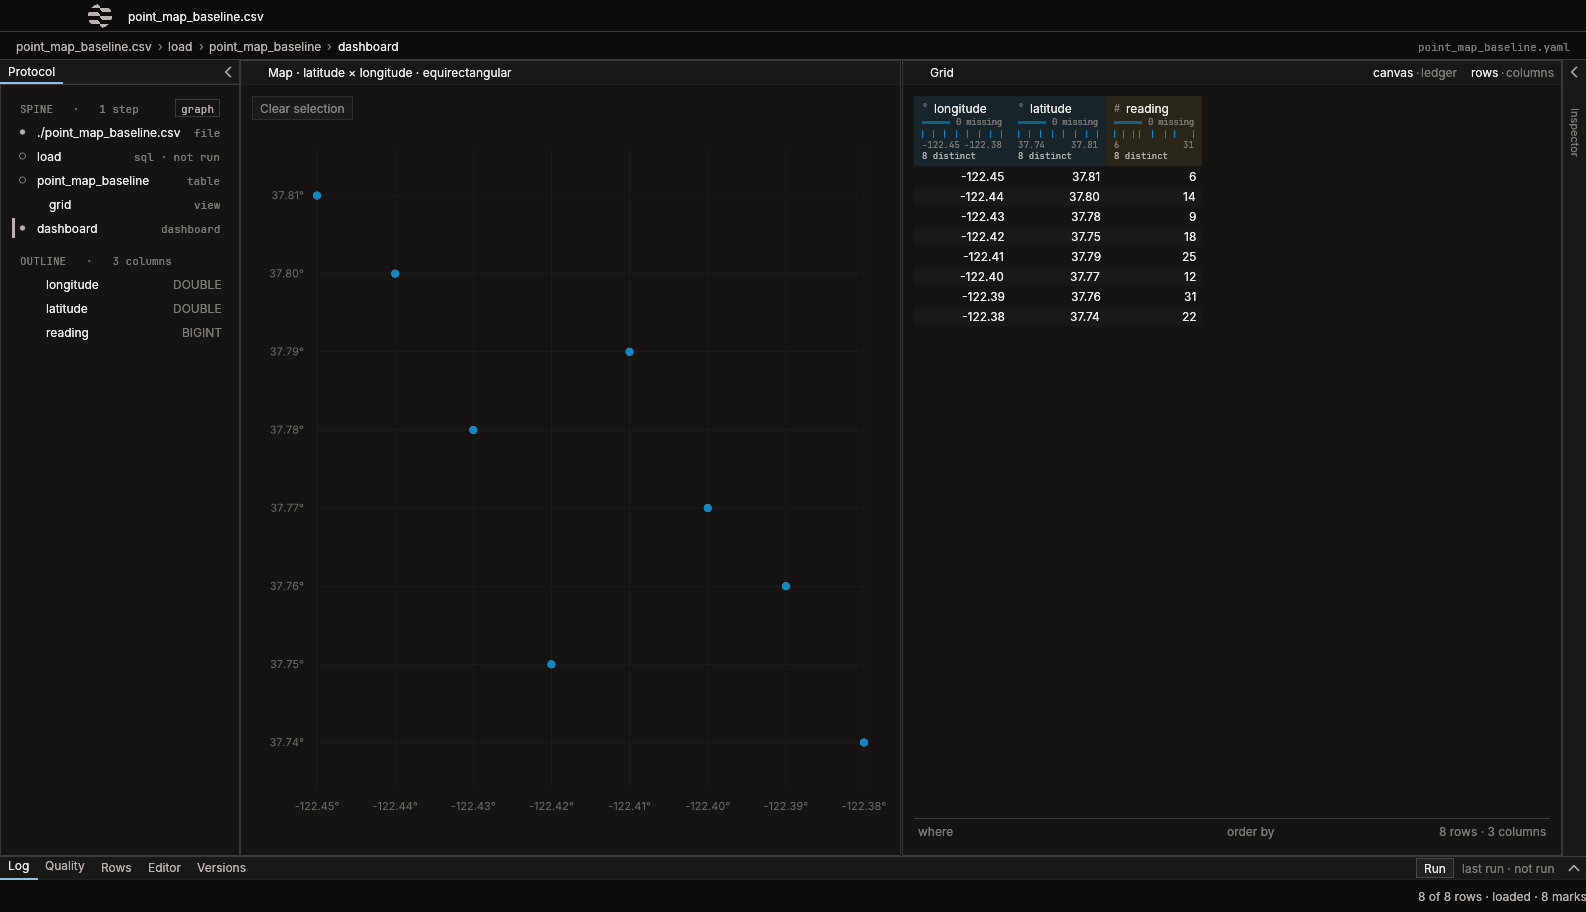 point_map_baseline.csv
point_map_baseline.csv › load › point_map_baseline › dashboard
point_map_baseline.yaml
Protocol
SPINE · 1 step graph
./point_map_baseline.csv file
load sql · not run
point_map_baseline table
grid view
dashboard dashboard
OUTLINE · 3 columns
longitude DOUBLE
latitude DOUBLE
reading BIGINT
Map · latitude × longitude · equirectangular
Clear selection
37.81°
37.80°
37.79°
37.78°
37.77°
37.76°
37.75°
37.74°
-122.45° -122.44° -122.43° -122.42° -122.41° -122.40° -122.39° -122.38°
Grid
canvas · ledger rows · columns
° longitude ° latitude # reading
0 missing 0 missing 0 missing
-122.45 -122.38 37.74 37.81 6 31
8 distinct 8 distinct 8 distinct
-122.45 37.81 6
-122.44 37.80 14
-122.43 37.78 9
-122.42 37.75 18
-122.41 37.79 25
-122.40 37.77 12
-122.39 37.76 31
-122.38 37.74 22
where order by 8 rows · 3 columns
Inspector
Log Quality Rows Editor Versions
Run last run · not run
8 of 8 rows · loaded · 8 marks